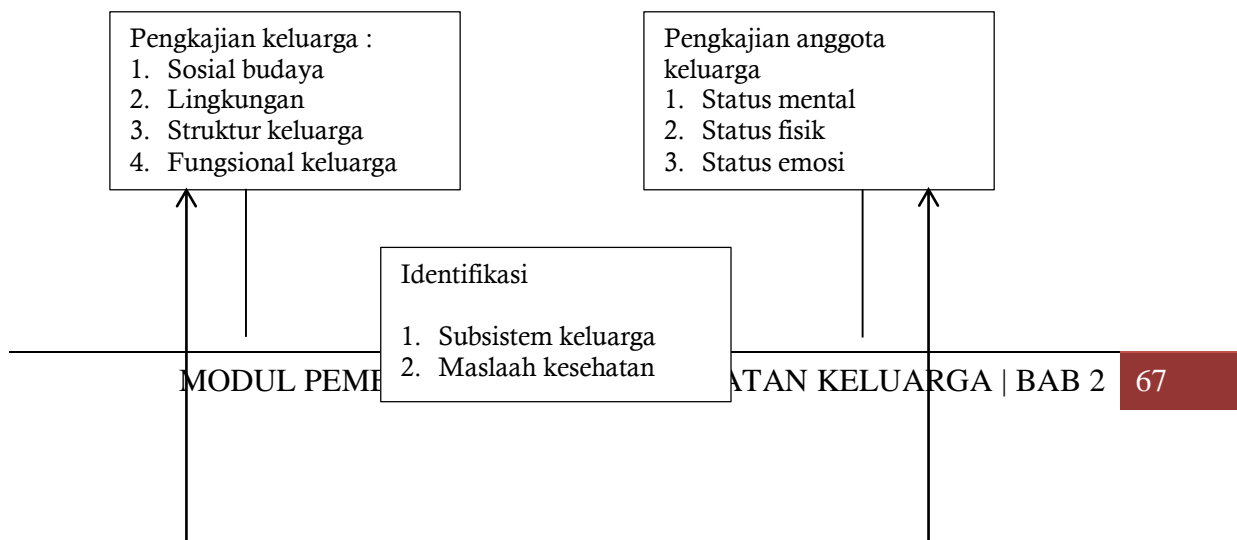 Pengkajian keluarga :
1. Sosial budaya
2. Lingkungan
3. Struktur keluarga
4. Fungsional keluarga
Pengkajian anggota
keluarga
1. Status mental
2. Status fisik
3. Status emosi
Identifikasi
1. Subsistem keluarga
2. Maslaah kesehatan
MODUL ATAN KELUARGA | BAB 2 67